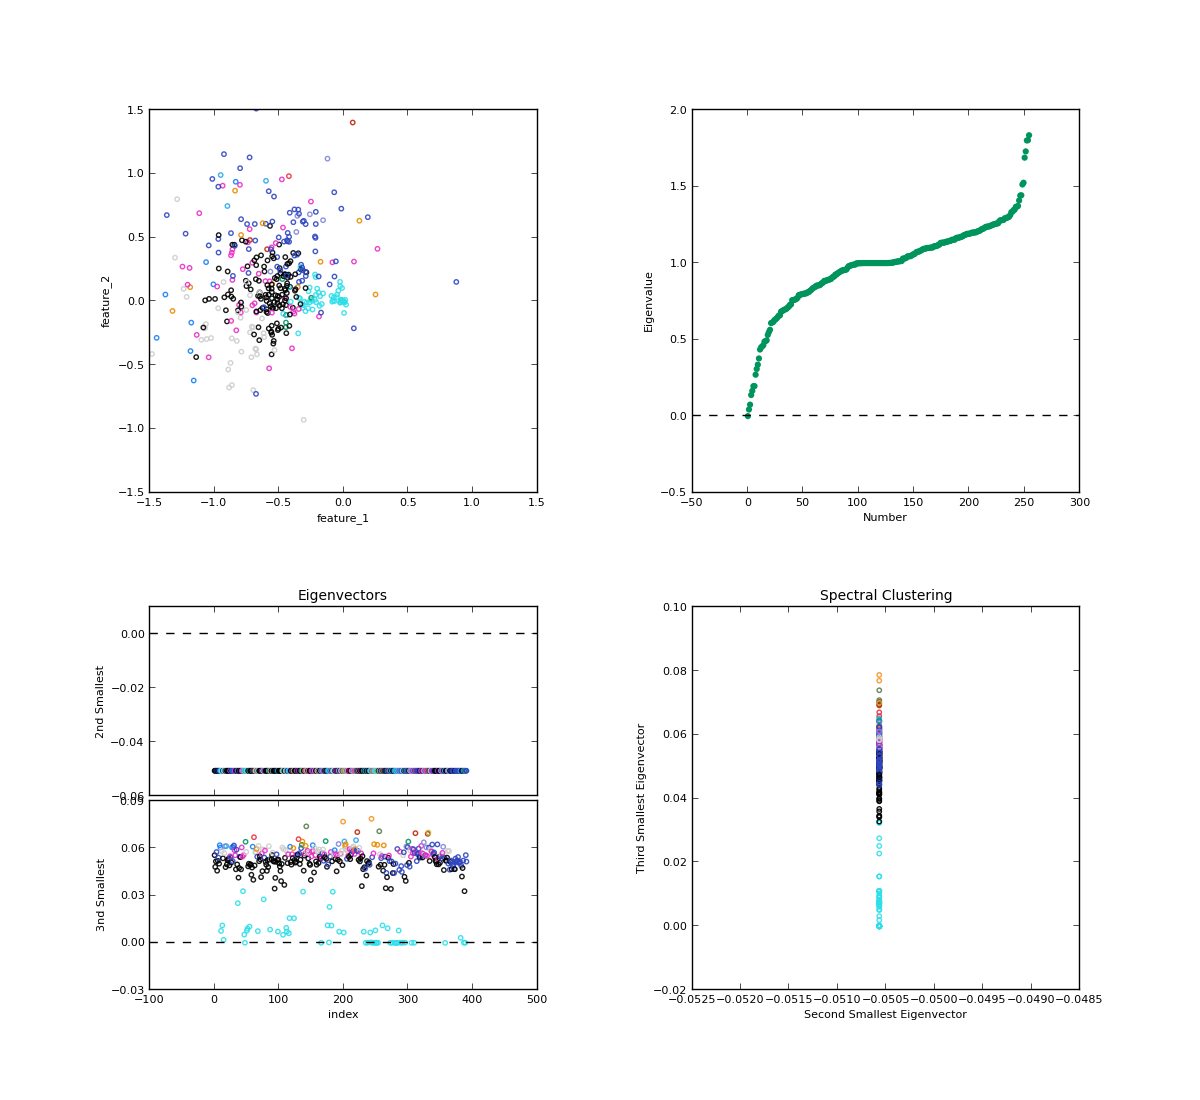 1.5
1.0
0.5
0.0
−0.5
−1.0
−1.5
feature_2
−1.5 −1.0 −0.5 0.0 0.5 1.0 1.5
feature_1
2.0
1.5
1.0
0.5
0.0
−0.5
Eigenvalue
−50 0 50 100 150 200 250 300
Number
Eigenvectors
0.00
−0.02
−0.04
−0.06
2nd Smallest
0.09
0.06
0.03
0.00
−0.03
3nd Smallest
−100 0 100 200 300 400 500
index
Spectral Clustering
0.10
0.08
0.06
0.04
0.02
0.00
−0.02
Third Smallest Eigenvector
−0.0525 −0.0520 −0.0515 −0.0510 −0.0505 −0.0500 −0.0495 −0.0490 −0.0485
Second Smallest Eigenvector